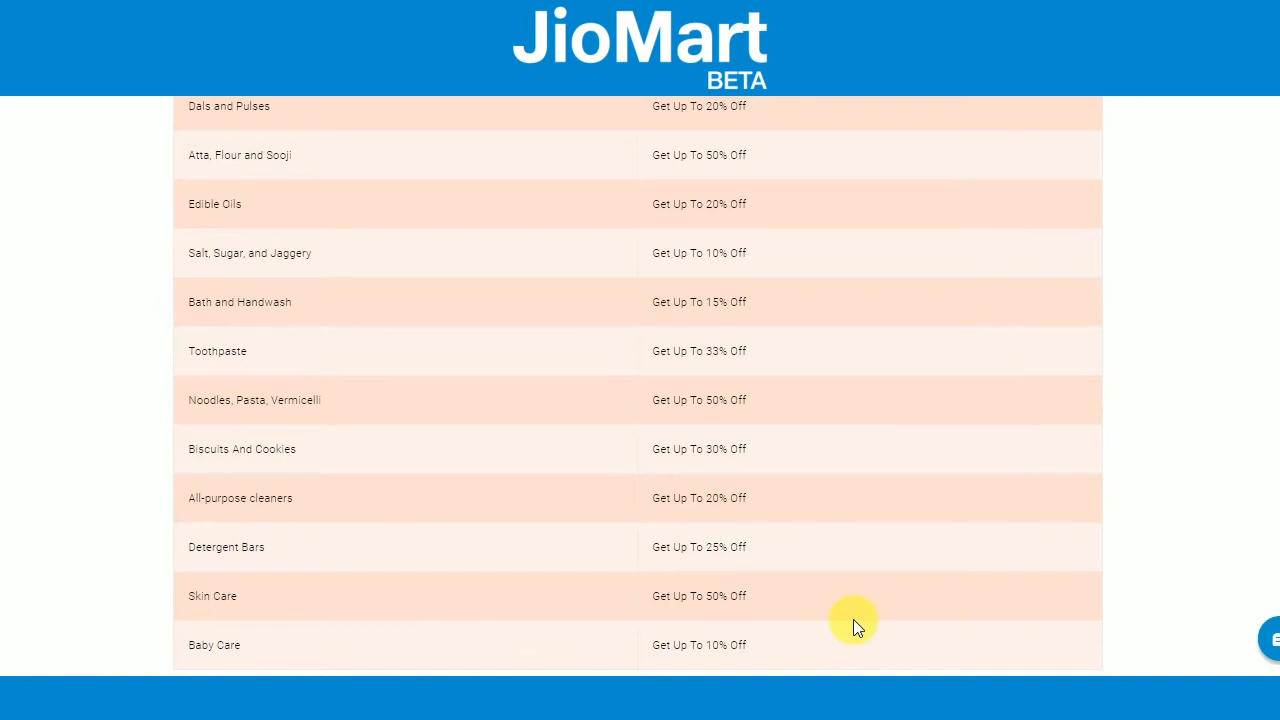 JioMart
BETA
Dals and Pulses Get Up To 20% Off
Atta, Flour and Sooji Get Up To 50% Off
Edible Oils Get Up To 20% Off
Salt, Sugar, and Jaggery Get Up To 10% Off
Bath and Handwash Get Up To 15% Off
Toothpaste Get Up To 33% Off
Noodles, Pasta, Vermicelli Get Up To 50% Off
Biscuits And Cookies Get Up To 30% Off
All-purpose cleaners Get Up To 20% Off
Detergent Bars Get Up To 25% Off
Skin Care Get Up To 50% Off
Baby Care Get Up To 10% Off